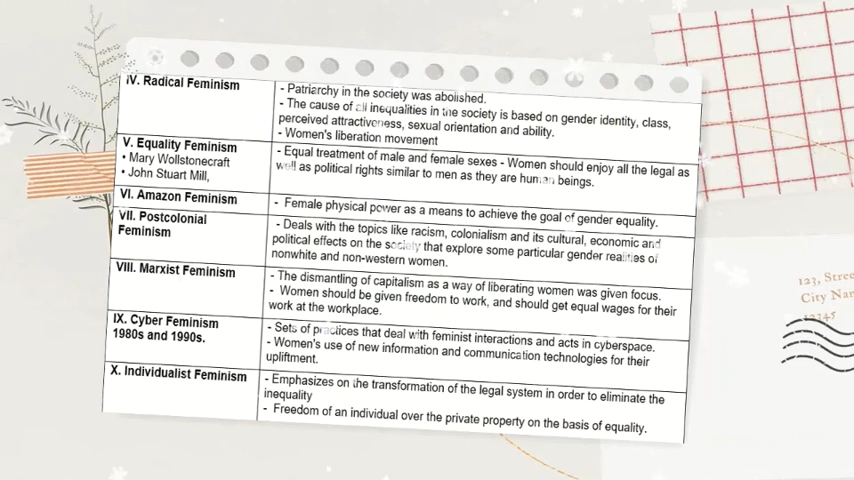 IV. Radical Feminism
- Patriarchy in the society was abolished.
- The cause of all inequalities in the society is based on gender identity, class,
perceived attractiveness, sexual orientation and ability.
- Women's liberation movement
V. Equality Feminism
• Mary Wollstonecraft
• John Stuart Mill,
- Equal treatment of male and female sexes - Women should enjoy all the legal as
well as political rights similar to men as they are human beings.
VI. Amazon Feminism
- Female physical power as a means to achieve the goal of gender equality.
VII. Postcolonial
Feminism
- Deals with the topics like racism, colonialism and its cultural, economic and
political effects on the society that explore some particular gender realities of
nonwhite and non-western women.
VIII. Marxist Feminism
- The dismantling of capitalism as a way of liberating women was given focus.
- Women should be given freedom to work, and should get equal wages for their
work at the workplace.
IX. Cyber Feminism
1980s and 1990s.
- Sets of practices that deal with feminist interactions and acts in cyberspace.
- Women's use of new information and communication technologies for their
upliftment.
X. Individualist Feminism
- Emphasizes on the transformation of the legal system in order to eliminate the
inequality
- Freedom of an individual over the private property on the basis of equality.
123, Stree
City Nar
12345